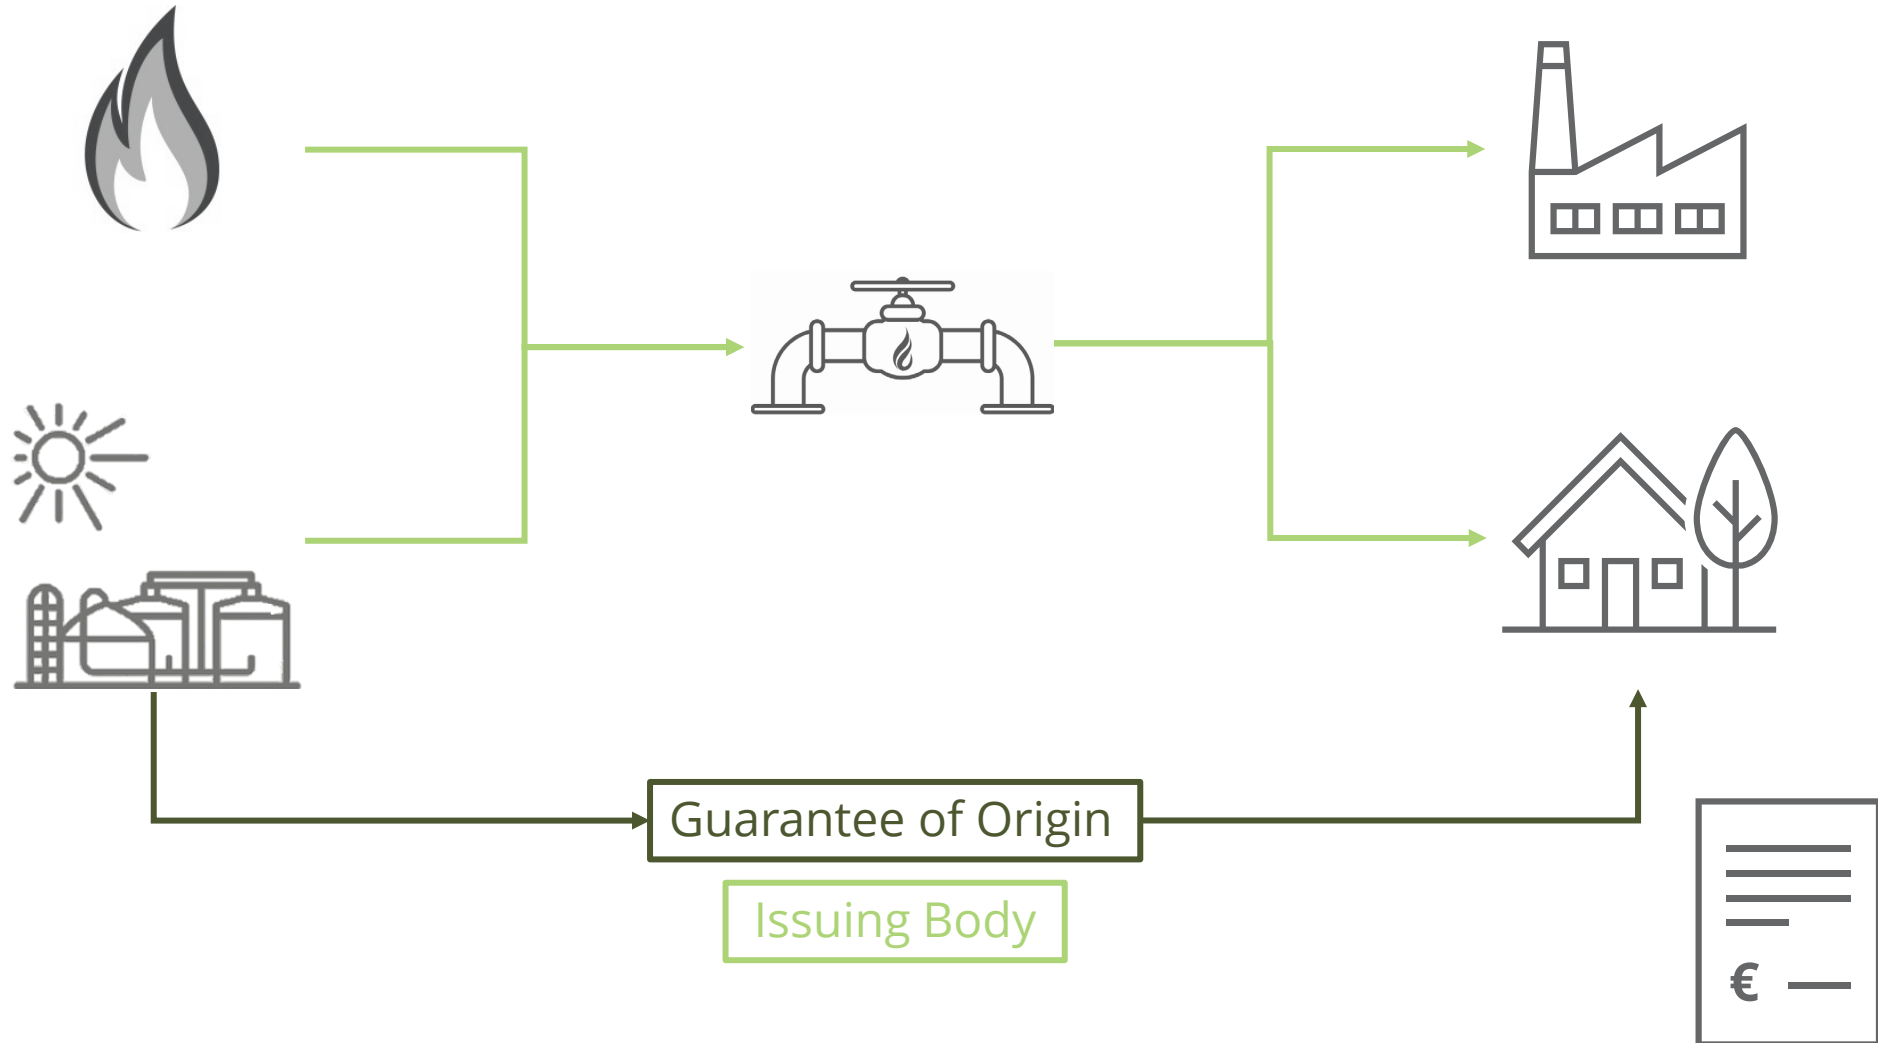 Guarantee of Origin
Issuing Body
€